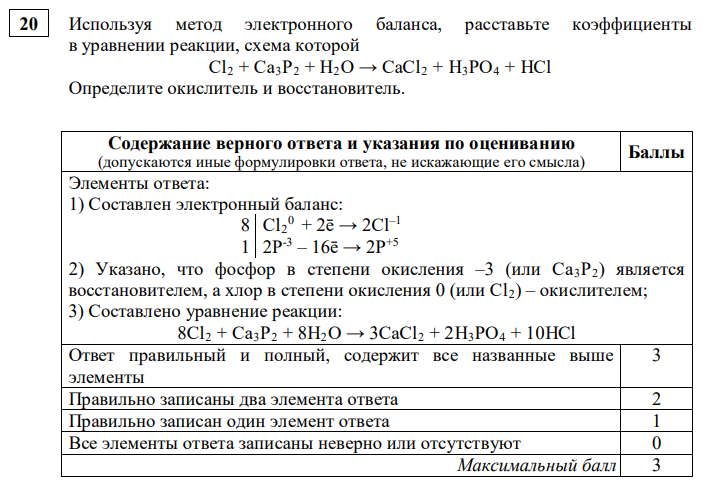 20 Используя метод электронного баланса, расставьте коэффициенты
в уравнении реакции, схема которой
Cl₂ + Ca₃P₂ + H₂O → CaCl₂ + H₃PO₄ + HCl
Определите окислитель и восстановитель.
Содержание верного ответа и указания по оцениванию
(допускаются иные формулировки ответа, не искажающие его смысла)
Баллы
Элементы ответа:
1) Составлен электронный баланс:
8 | Cl₂⁰ + 2ē → 2Cl⁻¹
1 | 2P⁻³ – 16ē → 2P⁺⁵
2) Указано, что фосфор в степени окисления –3 (или Ca₃P₂) является
восстановителем, а хлор в степени окисления 0 (или Cl₂) – окислителем;
3) Составлено уравнение реакции:
8Cl₂ + Ca₃P₂ + 8H₂O → 3CaCl₂ + 2H₃PO₄ + 10HCl
Ответ правильный и полный, содержит все названные выше 3
элементы
Правильно записаны два элемента ответа 2
Правильно записан один элемент ответа 1
Все элементы ответа записаны неверно или отсутствуют 0
Максимальный балл 3